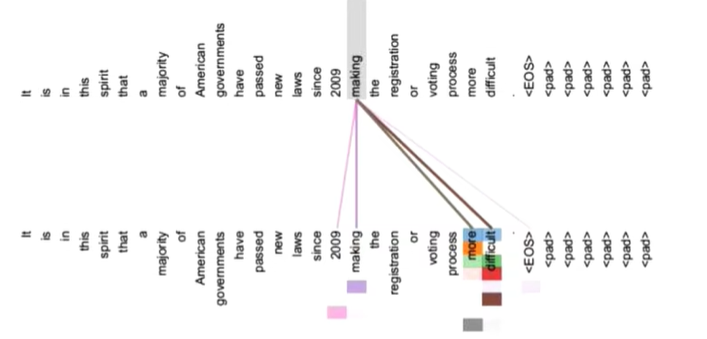 It is in this spirit that a majority of American governments have passed new laws since 2009 making the registration or voting process more difficult . <EOS> <pad> <pad> <pad> <pad> <pad> <pad>
It is in this spirit that a majority of American governments have passed new laws since 2009 making the registration or voting process more difficult . <EOS> <pad> <pad> <pad> <pad> <pad> <pad>